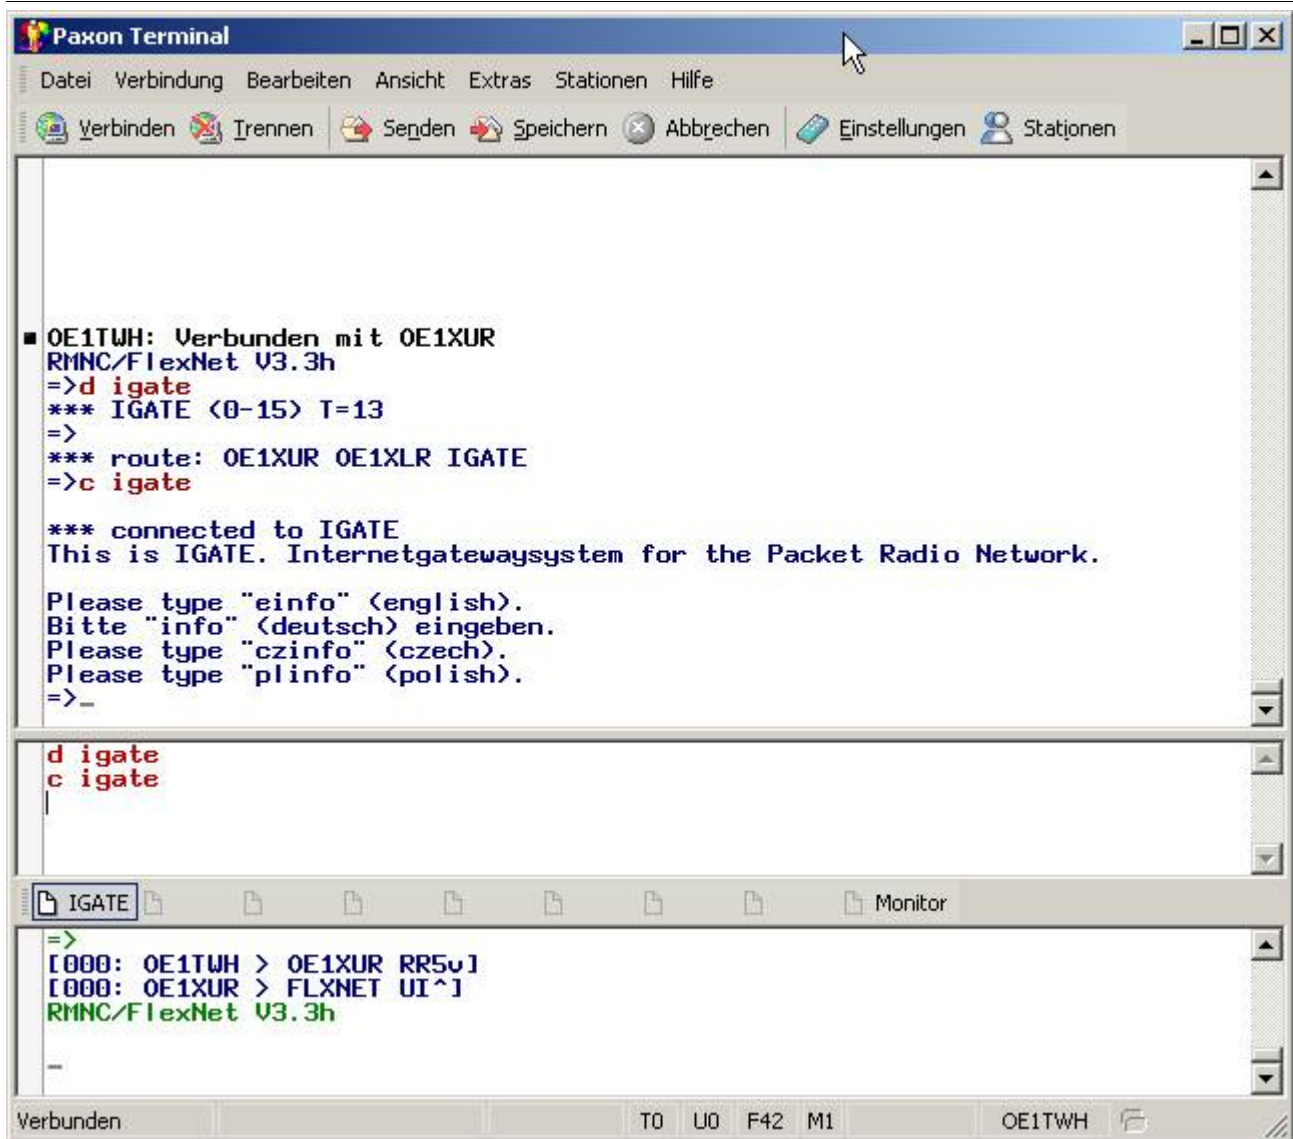 Paxon Terminal
Datei Verbindung Bearbeiten Ansicht Extras Stationen Hilfe
Verbinden Trennen Senden Speichern Abbrechen Einstellungen Stationen
OE1TWH: Verbunden mit OE1XUR
RMNC/FlexNet V3.3h
=>d igate
*** IGATE (0-15) T=13
=>
*** route: OE1XUR OE1XLR IGATE
=>c igate
*** connected to IGATE
This is IGATE. Internetgatewaysystem for the Packet Radio Network.
Please type "einfo" (english).
Bitte "info" (deutsch) eingeben.
Please type "czinfo" (czech).
Please type "plinfo" (polish).
=>_
d igate
c igate
IGATE Monitor
=>
[000: OE1TWH > OE1XUR RR5v]
[000: OE1XUR > FLXNET UI^]
RMNC/FlexNet V3.3h
_
Verbunden T0 U0 F42 M1 OE1TWH